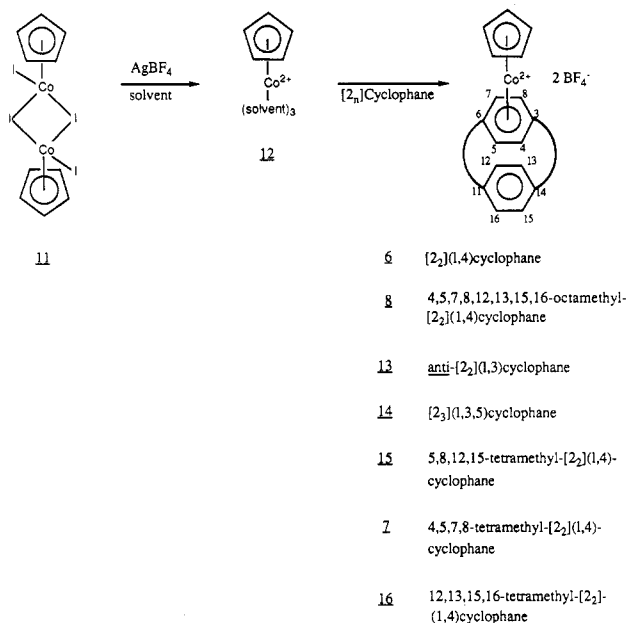 Co
I
I
I
Co
I
11
AgBF4
solvent
Co2+
(solvent)3
12
[2n]Cyclophane
Co2+
2 BF4-
7 8
6 3
5 4
12 13
11 14
16 15
6 [22](1,4)cyclophane
8 4,5,7,8,12,13,15,16-octamethyl-
[22](1,4)cyclophane
13 anti-[22](1,3)cyclophane
14 [23](1,3,5)cyclophane
15 5,8,12,15-tetramethyl-[22](1,4)-
cyclophane
7 4,5,7,8-tetramethyl-[22](1,4)-
cyclophane
16 12,13,15,16-tetramethyl-[22]-
(1,4)cyclophane